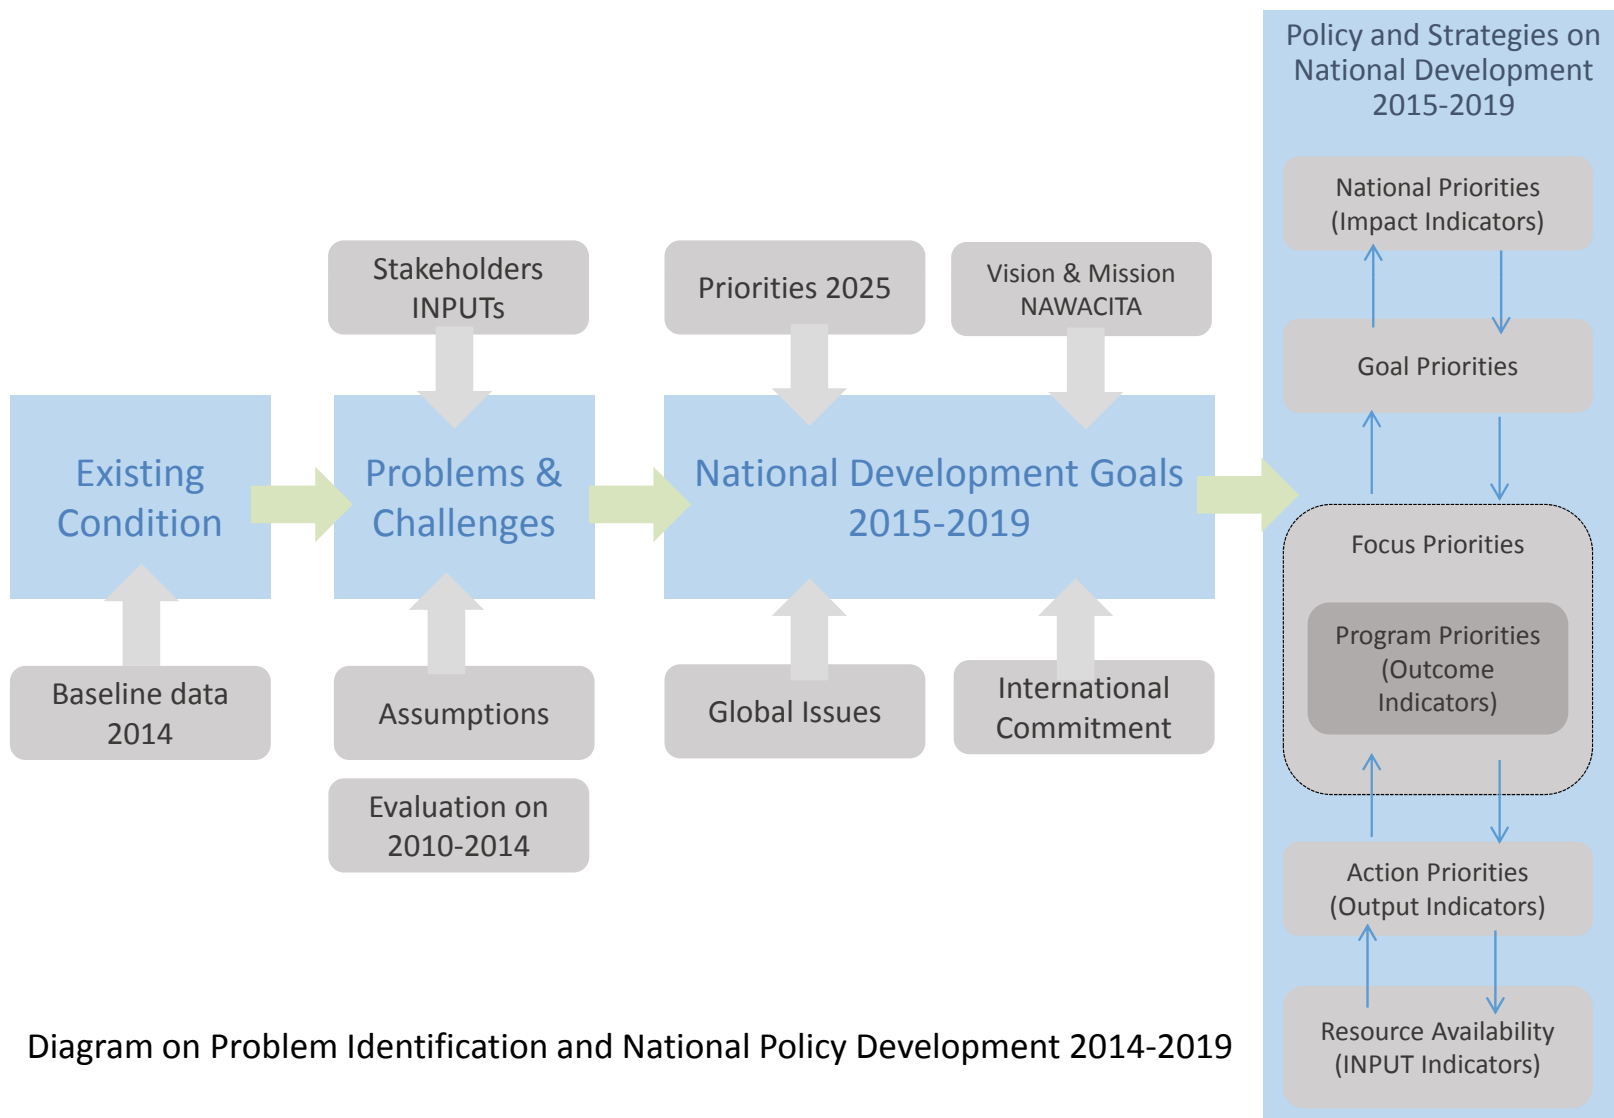 Policy and Strategies on
National Development
2015-2019
National Priorities
(Impact Indicators)
Stakeholders
INPUTs
Priorities 2025
Vision & Mission
NAWACITA
Goal Priorities
Existing
Condition
Problems &
Challenges
National Development Goals
2015-2019
Focus Priorities
Program Priorities
(Outcome
Indicators)
Baseline data
2014
Assumptions
Global Issues
International
Commitment
Evaluation on
2010-2014
Action Priorities
(Output Indicators)
Resource Availability
(INPUT Indicators)
Diagram on Problem Identification and National Policy Development 2014-2019